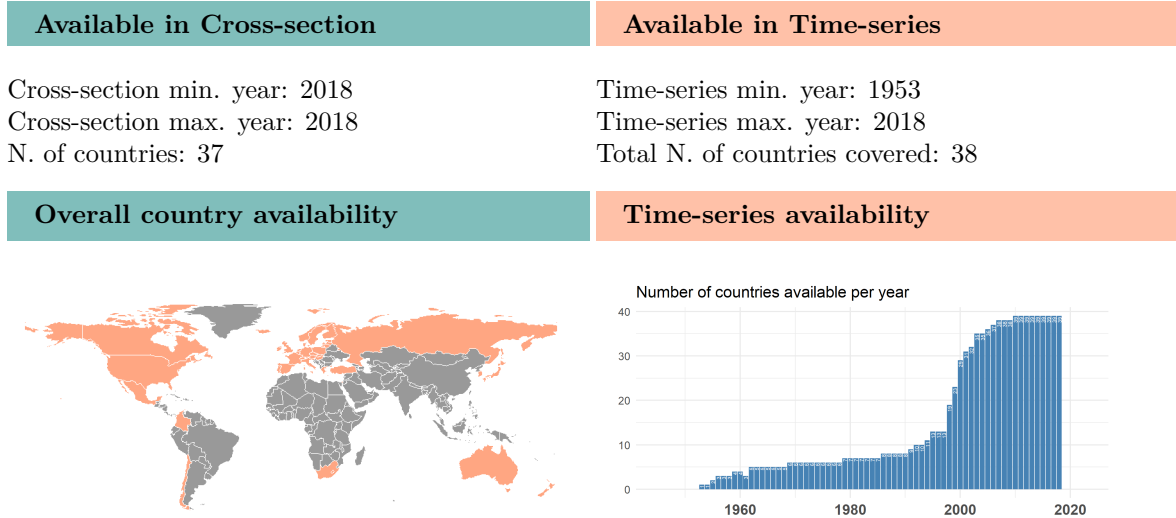 Available in Cross-section
Available in Time-series
Cross-section min. year: 2018
Cross-section max. year: 2018
N. of countries: 37
Time-series min. year: 1953
Time-series max. year: 2018
Total N. of countries covered: 38
Overall country availability
Time-series availability
Number of countries available per year
40
30
20
10
0
1960
1980
2000
2020